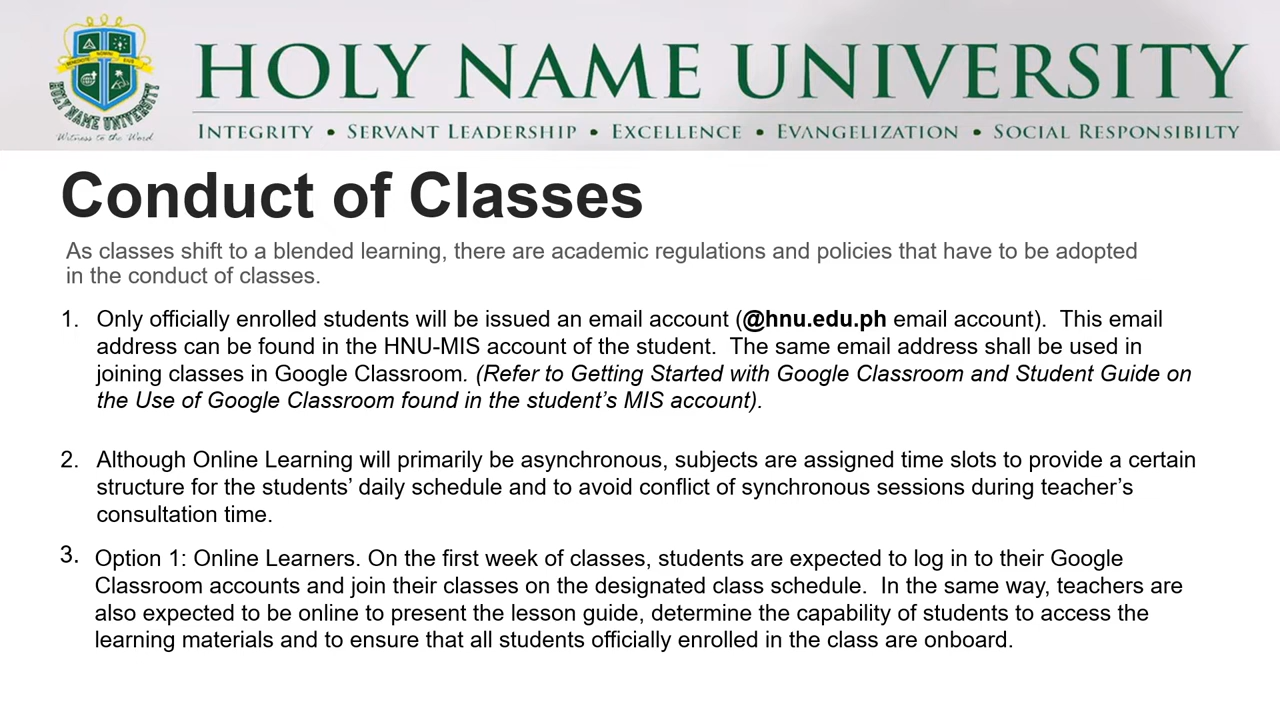 HOLY NAME UNIVERSITY
HOLY NAME UNIVERSITY
Witness to the Word
INTEGRITY • SERVANT LEADERSHIP • EXCELLENCE • EVANGELIZATION • SOCIAL RESPONSIBILTY
Conduct of Classes
As classes shift to a blended learning, there are academic regulations and policies that have to be adopted
in the conduct of classes.
1. Only officially enrolled students will be issued an email account (@hnu.edu.ph email account).  This email
address can be found in the HNU-MIS account of the student.  The same email address shall be used in
joining classes in Google Classroom. (Refer to Getting Started with Google Classroom and Student Guide on
the Use of Google Classroom found in the student’s MIS account).
2. Although Online Learning will primarily be asynchronous, subjects are assigned time slots to provide a certain
structure for the students’ daily schedule and to avoid conflict of synchronous sessions during teacher’s
consultation time.
3. Option 1: Online Learners. On the first week of classes, students are expected to log in to their Google
Classroom accounts and join their classes on the designated class schedule.  In the same way, teachers are
also expected to be online to present the lesson guide, determine the capability of students to access the
learning materials and to ensure that all students officially enrolled in the class are onboard.